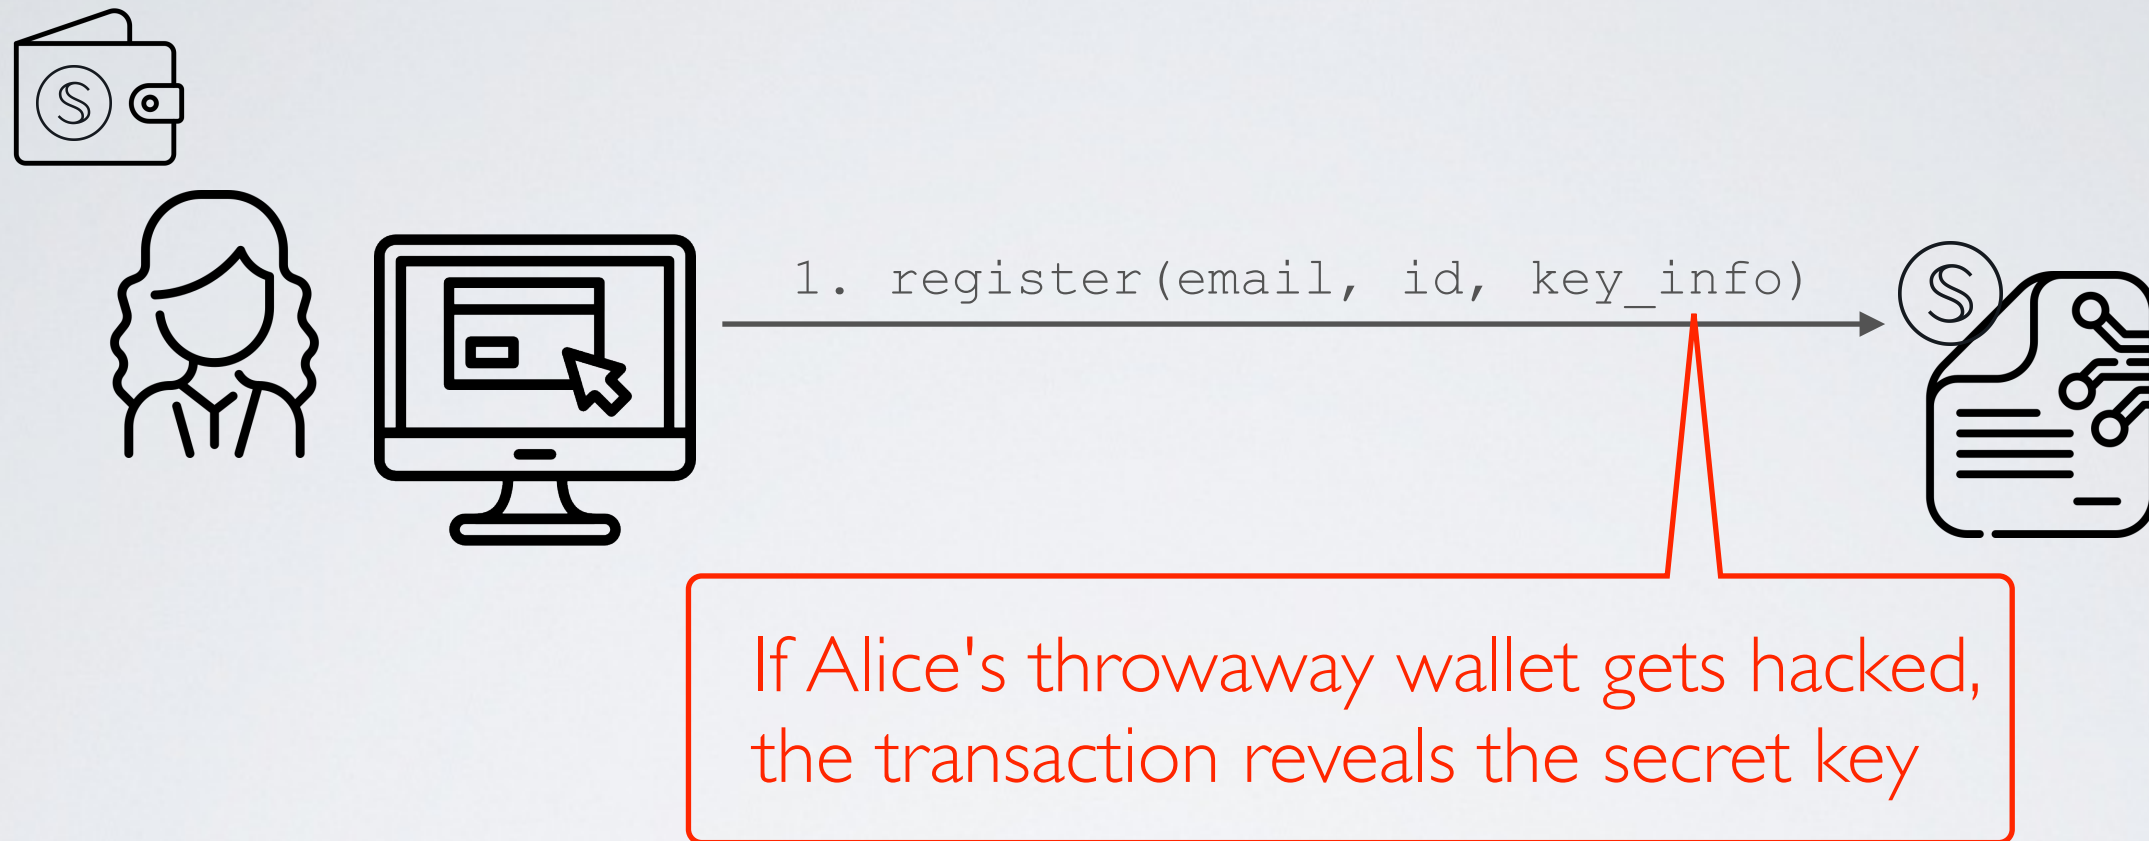 1. register(email, id, key_info)
If Alice's throwaway wallet gets hacked,
the transaction reveals the secret key